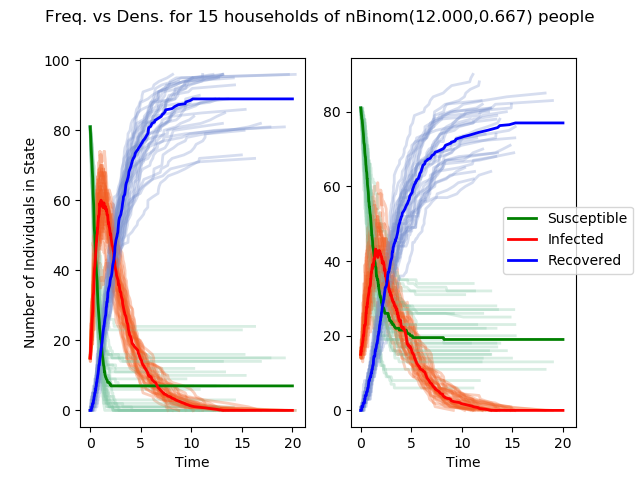 Freq. vs Dens. for 15 households of nBinom(12.000,0.667) people
Number of Individuals in State
100
80
60
40
20
0
0 5 10 15 20
Time
80
60
40
20
0
0 5 10 15 20
Time
Susceptible
Infected
Recovered